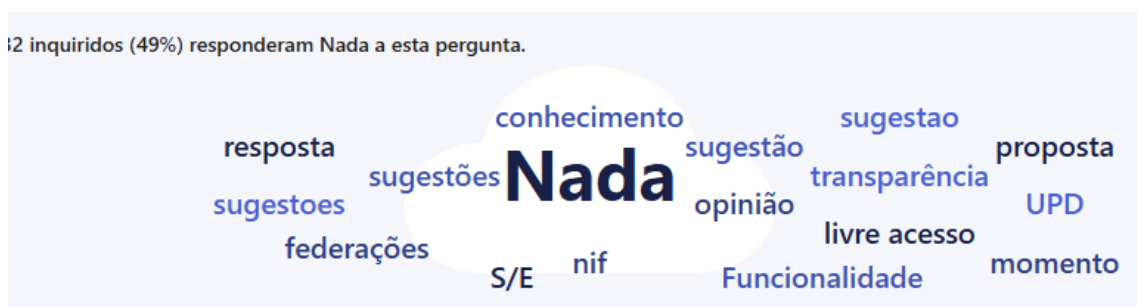 32 inquiridos (49%) responderam Nada a esta pergunta.
conhecimento
sugestao
resposta
sugestão
proposta
sugestões
Nada
transparência
sugestoes
opinião
UPD
livre acesso
federações
nif
momento
S/E
Funcionalidade